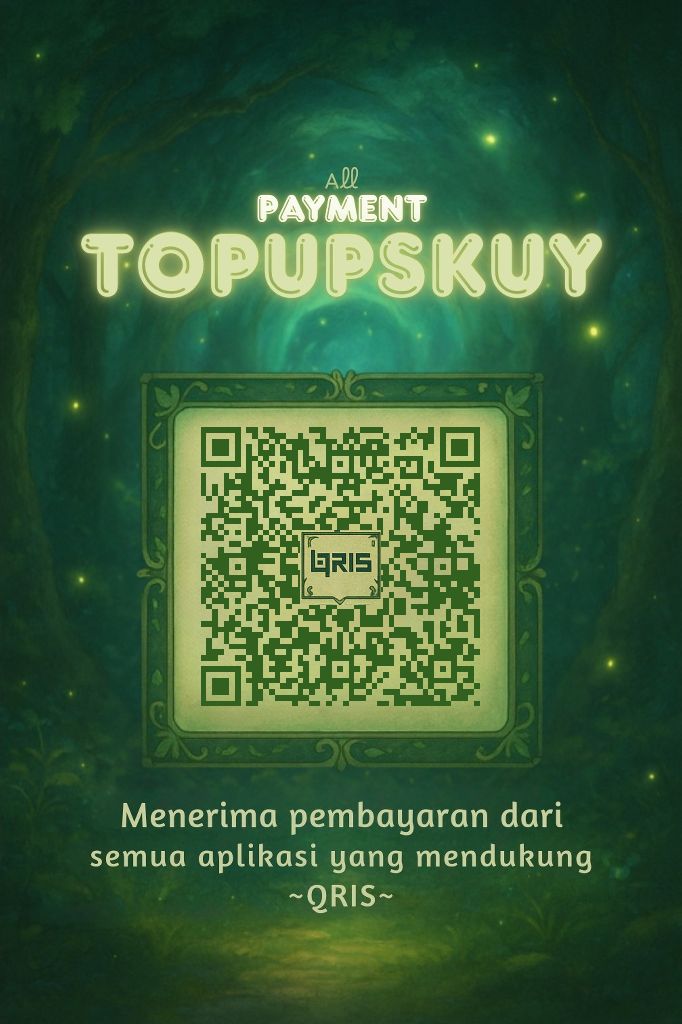 All
PAYMENT
TOPUPSKUY
QRIS
Menerima pembayaran dari
semua aplikasi yang mendukung
~QRIS~